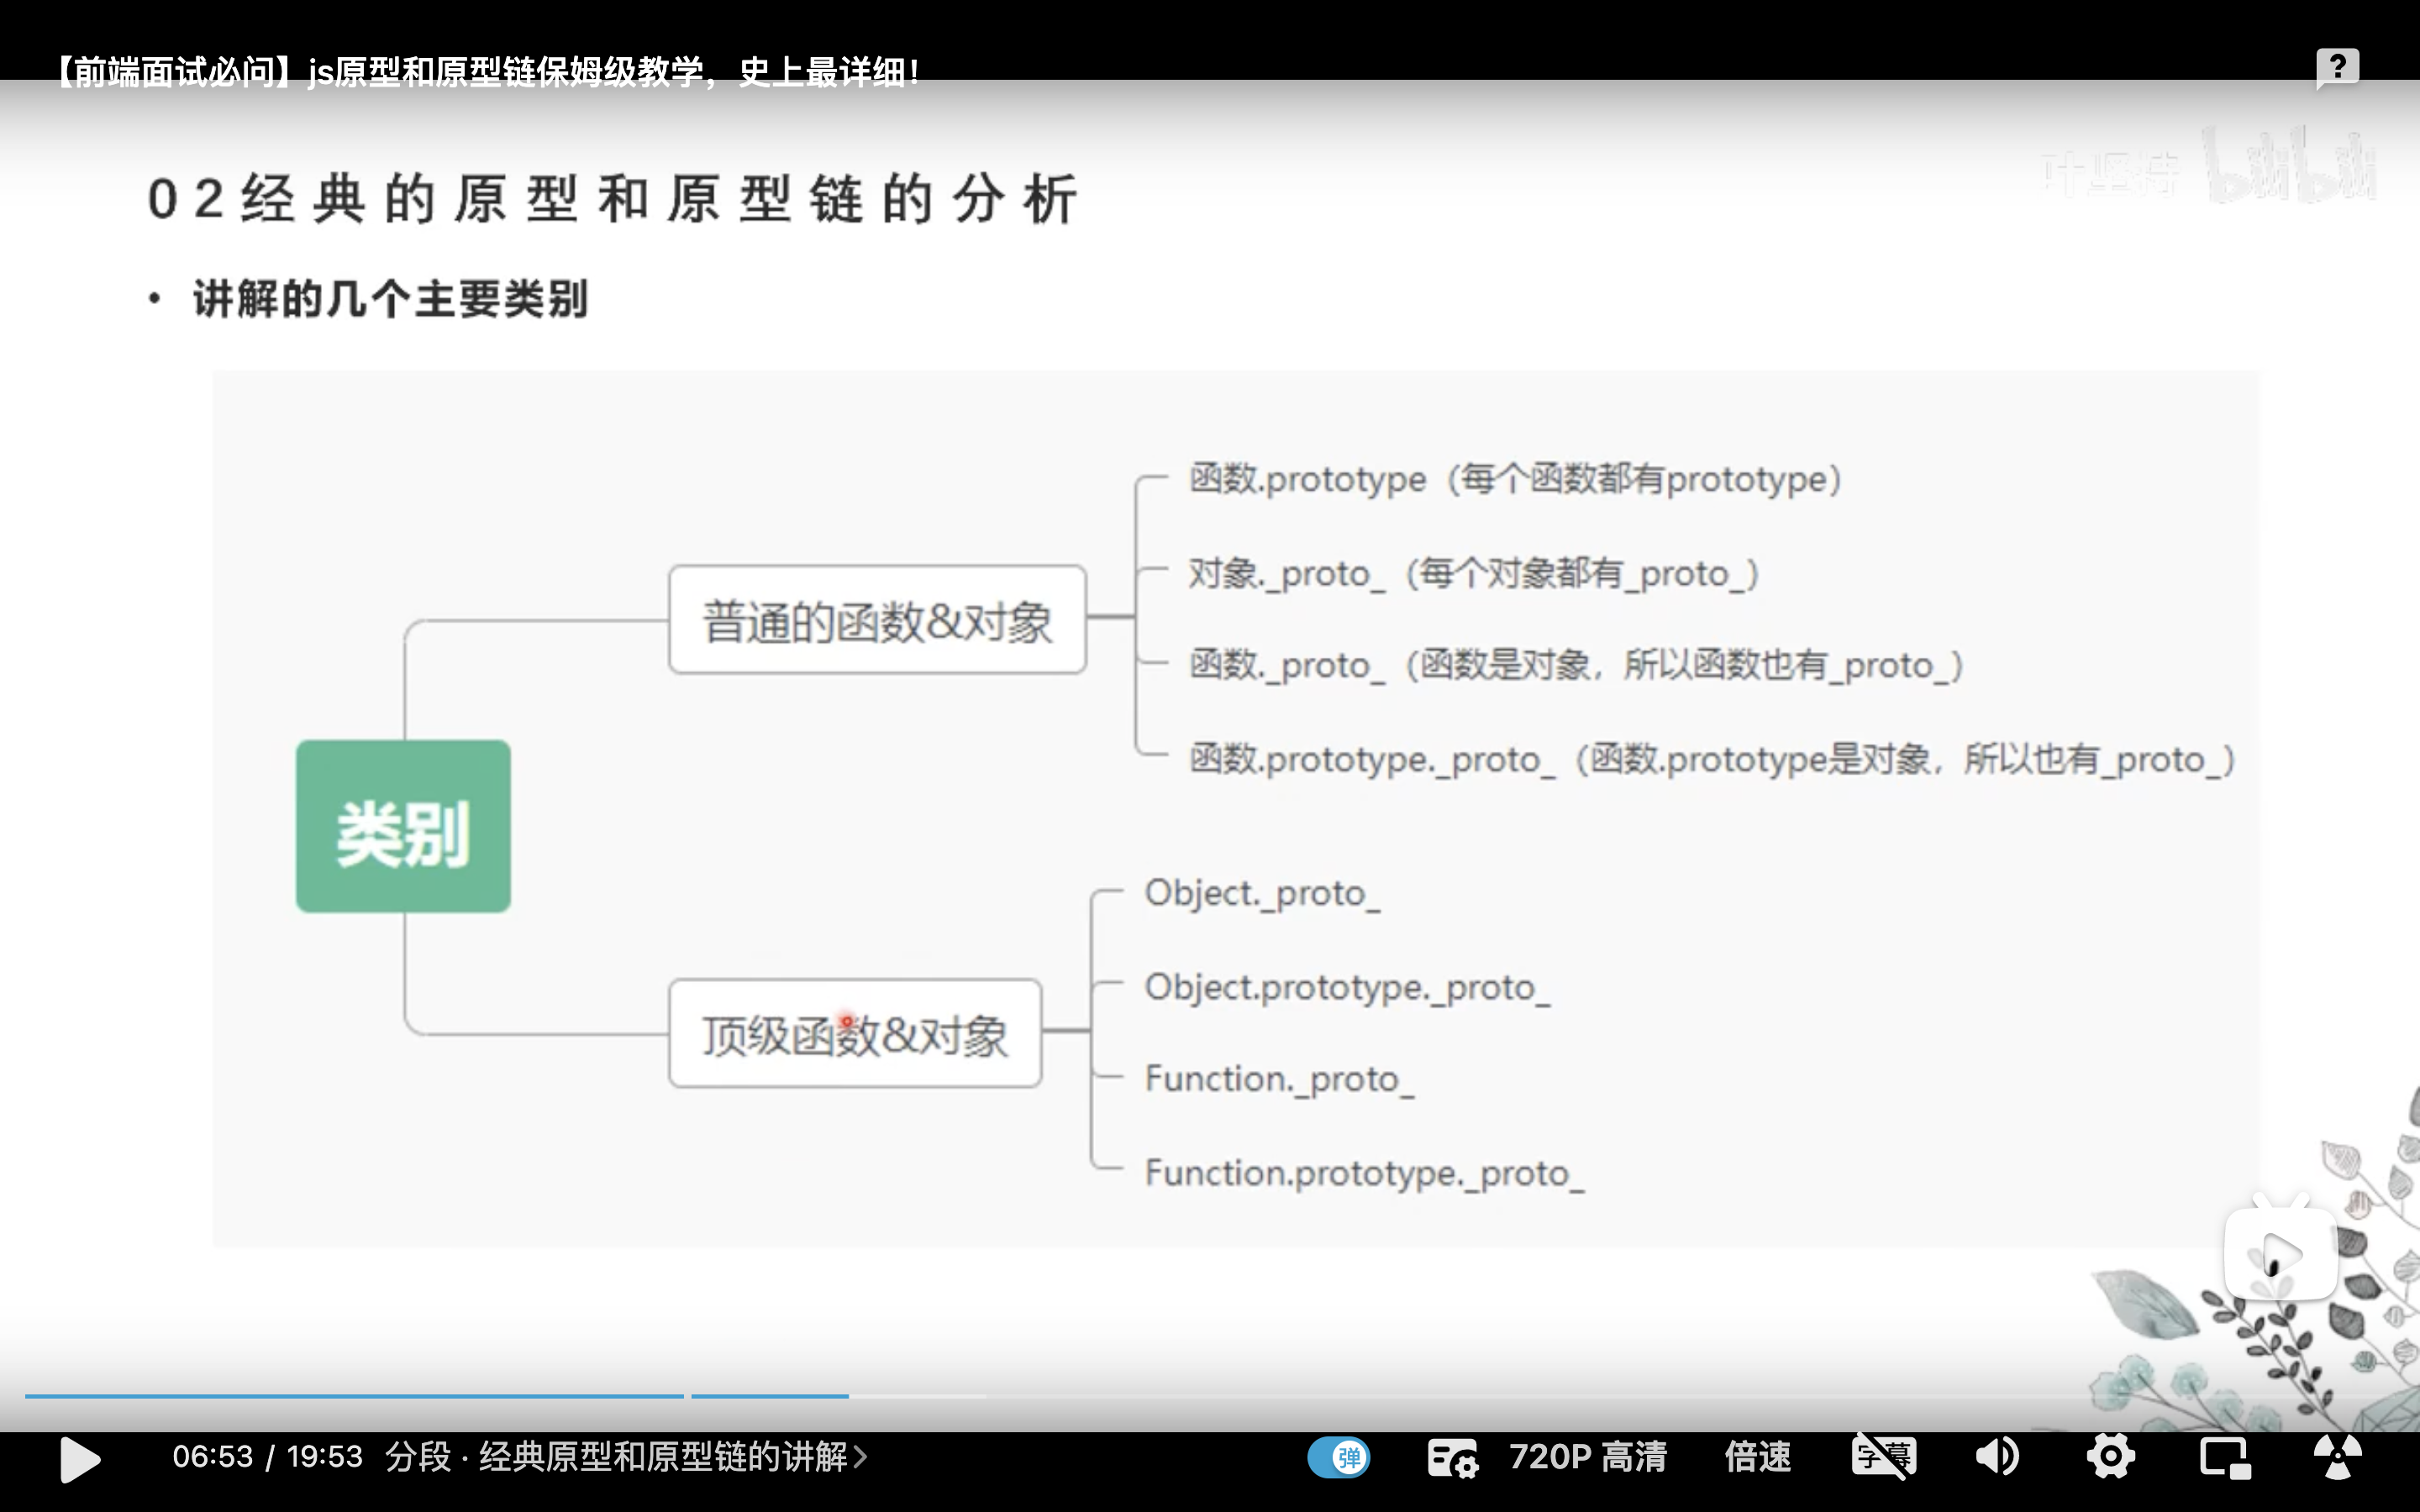 【前端面试必问】js原型和原型链保姆级教学，史上最详细！
?
叶坚持 bilibili
02经典的原型和原型链的分析
• 讲解的几个主要类别
函数.prototype（每个函数都有prototype）
对象._proto_（每个对象都有_proto_）
普通的函数&对象
函数._proto_（函数是对象，所以函数也有_proto_）
函数.prototype._proto_（函数.prototype是对象，所以也有_proto_）
类别
Object._proto_
Object.prototype._proto_
顶级函数&对象
Function._proto_
Function.prototype._proto_
06:53 / 19:53 分段 · 经典原型和原型链的讲解> 弹 720P 高清 倍速 字幕